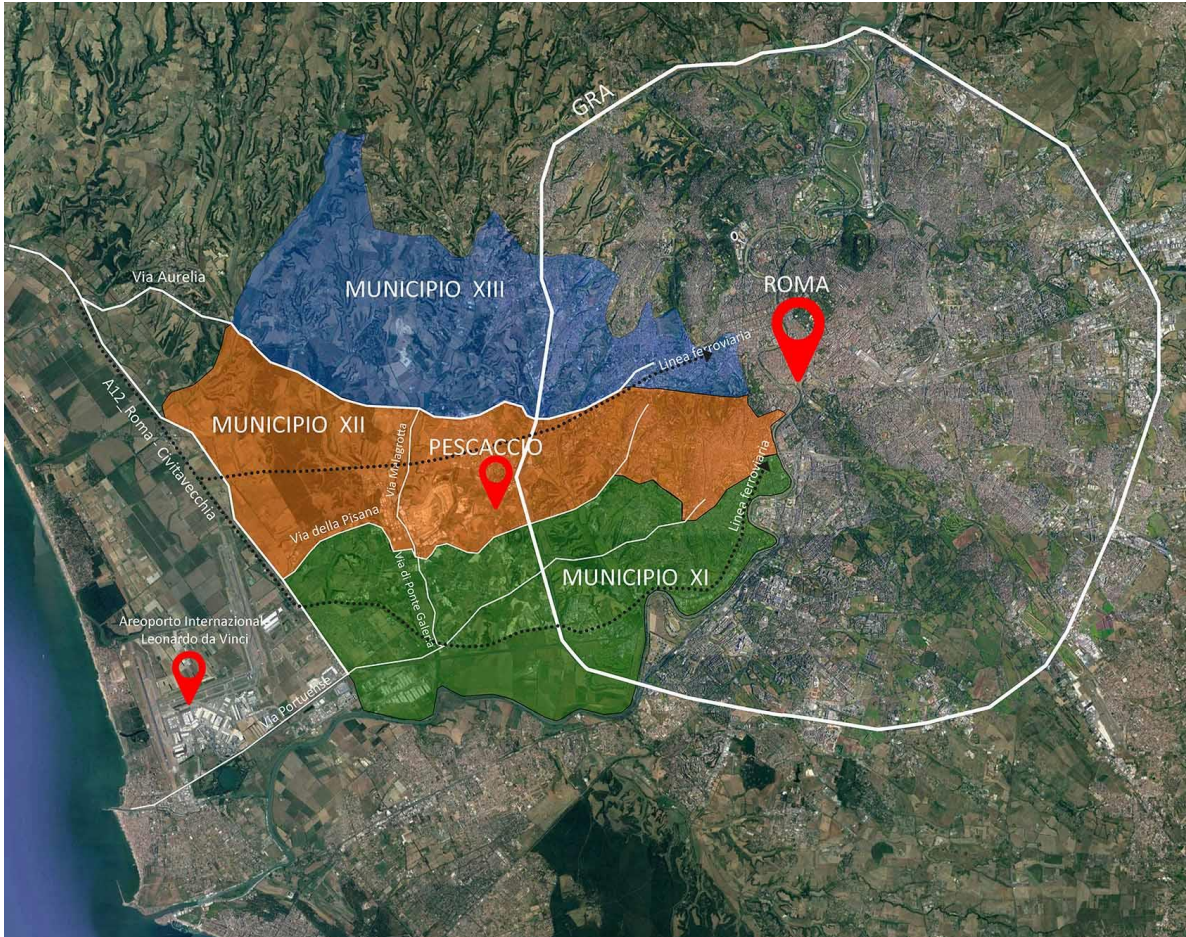 GRA
Via Aurelia
MUNICIPIO XIII
ROMA
Linea ferroviaria
A12_Roma - Civitavecchia
MUNICIPIO XII
Via Malagrotta
PESCACCIO
Linea ferroviaria
Via della Pisana
Via di Ponte Galeria
MUNICIPIO XI
Areoporto Internazional
Leonardo da Vinci
Via Portuense